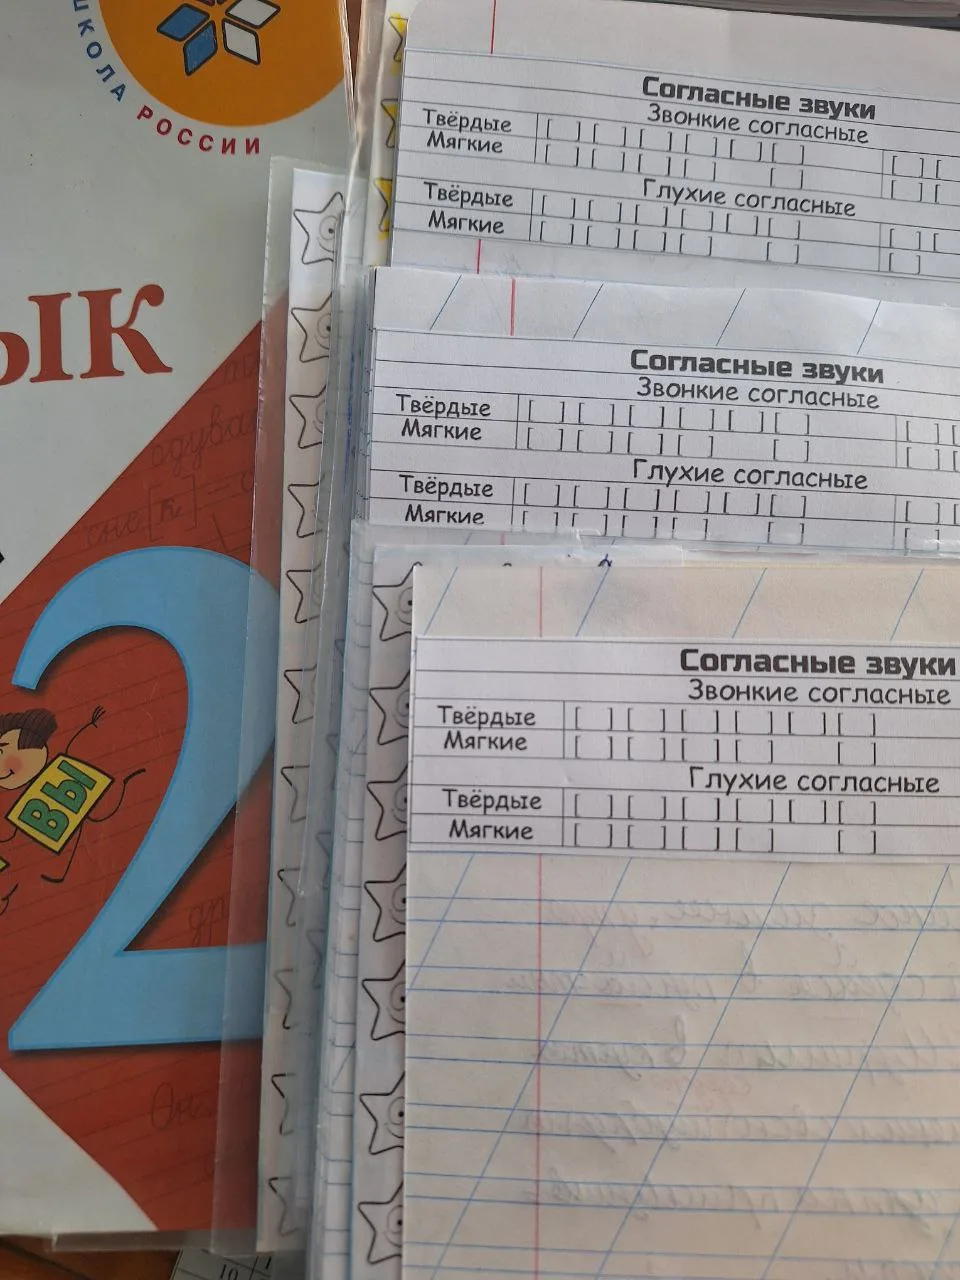 ШКОЛА РОССИИ
ЫК
2
ВЫ
Согласные звуки
Звонкие согласные
Твёрдые [ ] [ ] [ ] [ ] [ ] [ ] [ ] [
Мягкие [ ] [ ] [ ] [ ] [ ] [ ] [
Глухие согласные
Твёрдые [ ] [ ] [ ] [ ] [ ] [ ] [ ] [
Мягкие [ ] [ ] [ ] [ ] [ ] [ ]
Согласные звуки
Звонкие согласные
Твёрдые [ ] [ ] [ ] [ ] [ ] [ ] [ ] [
Мягкие [ ] [ ] [ ] [ ] [ ] [ ] [
Глухие согласные
Твёрдые [ ] [ ] [ ] [ ] [ ] [ ] [ ] [
Мягкие [ ] [ ] [ ] [ ] [ ] [ ]
Согласные звуки
Звонкие согласные
Твёрдые [ ] [ ] [ ] [ ] [ ] [ ]
Мягкие [ ] [ ] [ ] [ ] [ ]
Глухие согласные
Твёрдые [ ] [ ] [ ] [ ] [ ] [ ]
Мягкие [ ] [ ] [ ] [ ] [ ]
10